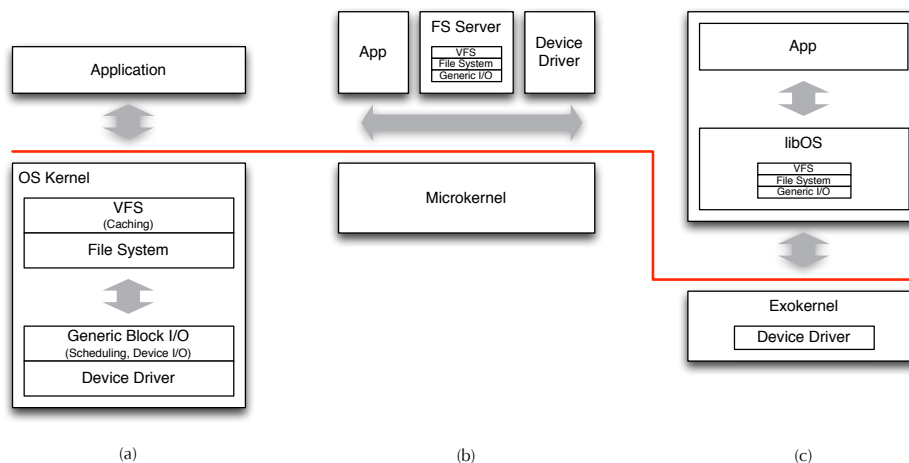 Application
OS Kernel
VFS
(Caching)
File System
Generic Block I/O
(Scheduling, Device I/O)
Device Driver
(a)
App
FS Server
VFS
File System
Generic I/O
Device
Driver
Microkernel
(b)
App
libOS
VFS
File System
Generic I/O
Exokernel
Device Driver
(c)